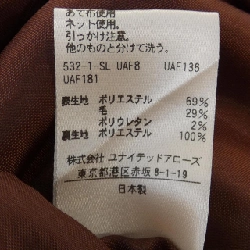 あて布使用
ネット使用。
引っかけ注意。
他のものと分けて洗う。
532-1 SL UAF8 UAF136
UAF181
表生地 ポリエステル 69%
毛 29%
ポリウレタン 2%
裏生地 ポリエステル 100%
株式会社 ユナイテッドアローズ
東京都港区赤坂 8-1-19
日本製